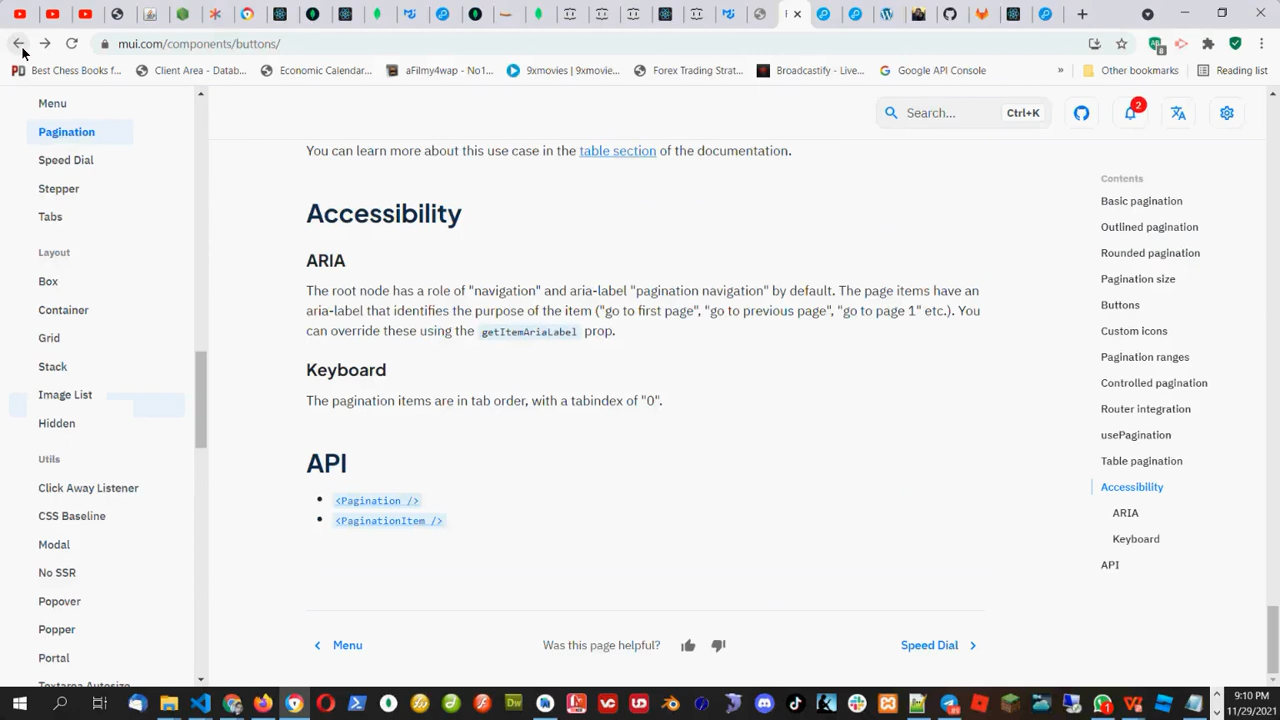 mui.com/components/buttons/
Best Chess Books f...
Client Area - Datab...
Economic Calendar...
aFilmy4wap - No1...
9xmovies | 9xmovie...
Forex Trading Strat...
Broadcastify - Live...
Google API Console
»
Other bookmarks
Reading list
Menu
Pagination
Speed Dial
Stepper
Tabs
Layout
Box
Container
Grid
Stack
Image List
Hidden
Utils
Click Away Listener
CSS Baseline
Modal
No SSR
Popover
Popper
Portal
Textarea Autosize
Search...
Ctrl+K
2
You can learn more about this use case in the table section of the documentation.
Accessibility
ARIA
The root node has a role of "navigation" and aria-label "pagination navigation" by default. The page items have an
aria-label that identifies the purpose of the item ("go to first page", "go to previous page", "go to page 1" etc.). You
can override these using the getItemAriaLabel prop.
Keyboard
The pagination items are in tab order, with a tabindex of "0".
API
<Pagination />
<PaginationItem />
Menu
Was this page helpful?
Speed Dial
Contents
Basic pagination
Outlined pagination
Rounded pagination
Pagination size
Buttons
Custom icons
Pagination ranges
Controlled pagination
Router integration
usePagination
Table pagination
Accessibility
ARIA
Keyboard
API
9:10 PM
11/29/2021